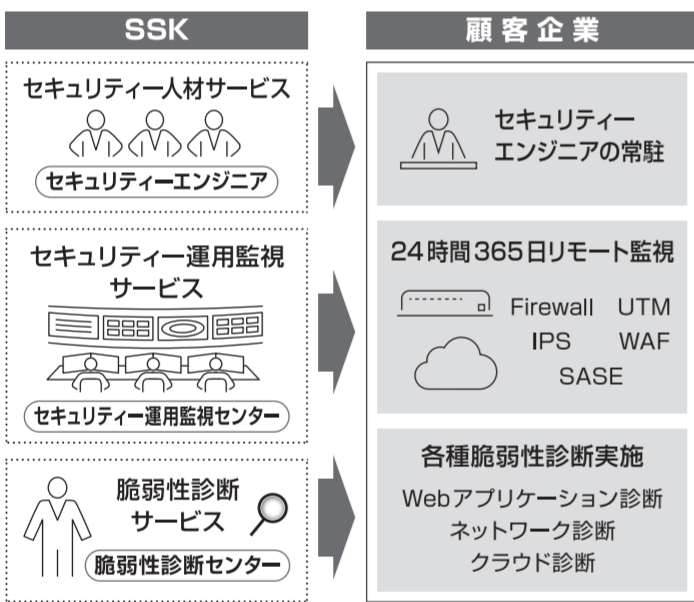 SSK
顧客企業
セキュリティー人材サービス
セキュリティーエンジニア
セキュリティー
エンジニアの常駐
セキュリティー運用監視
サービス
セキュリティー運用監視センター
24時間365日リモート監視
Firewall UTM
IPS WAF
SASE
脆弱性診断
サービス
脆弱性診断センター
各種脆弱性診断実施
Webアプリケーション診断
ネットワーク診断
クラウド診断